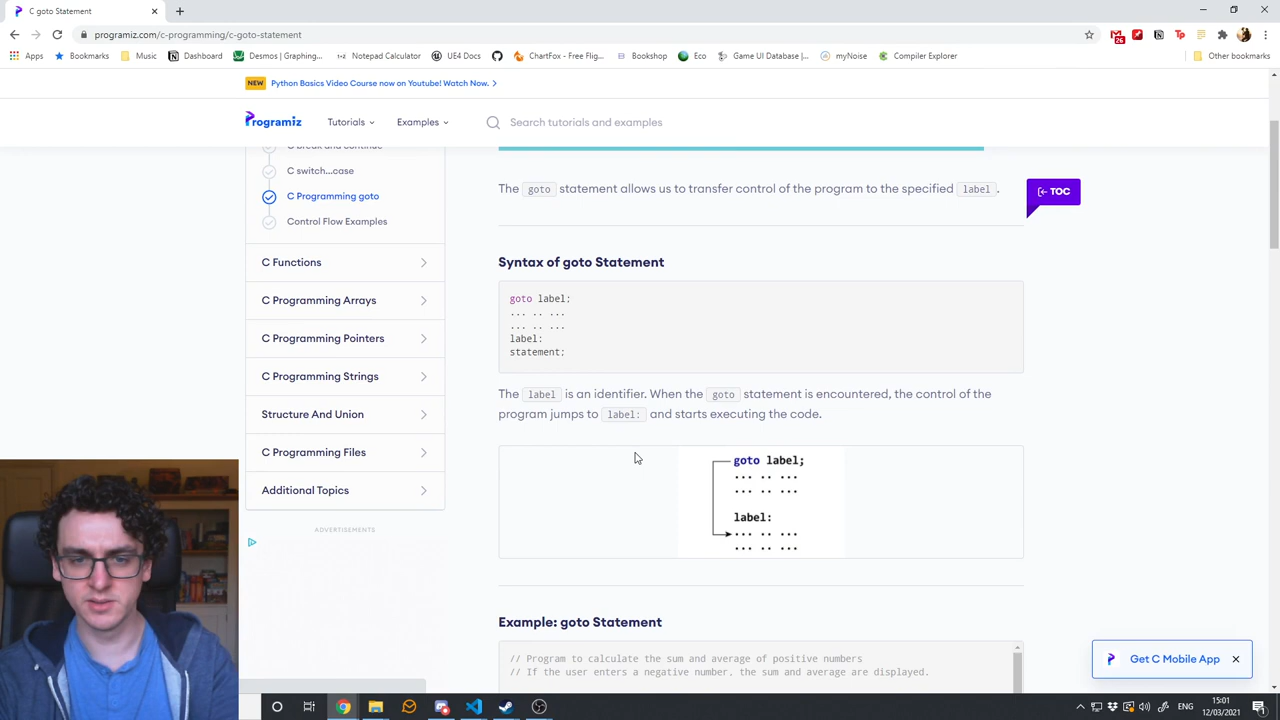 C goto Statement
programiz.com/c-programming/c-goto-statement
Apps Bookmarks Music Dashboard Desmos | Graphing... Notepad Calculator UE4 Docs ChartFox - Free Flig... Bookshop Eco Game UI Database |... myNoise Compiler Explorer Other bookmarks
NEW Python Basics Video Course now on Youtube! Watch Now.
Programiz Tutorials Examples Search tutorials and examples
C break and continue
C switch...case
C Programming goto
Control Flow Examples
C Functions
C Programming Arrays
C Programming Pointers
C Programming Strings
Structure And Union
C Programming Files
Additional Topics
ADVERTISEMENTS
The goto statement allows us to transfer control of the program to the specified label.
TOC
Syntax of goto Statement
goto label;
... .. ...
... .. ...
label:
statement;
The label is an identifier. When the goto statement is encountered, the control of the
program jumps to label: and starts executing the code.
goto label;
... .. ...
... .. ...
label:
... .. ...
... .. ...
Example: goto Statement
// Program to calculate the sum and average of positive numbers
// If the user enters a negative number, the sum and average are displayed.
Get C Mobile App
ENG
15:01
12/03/2021